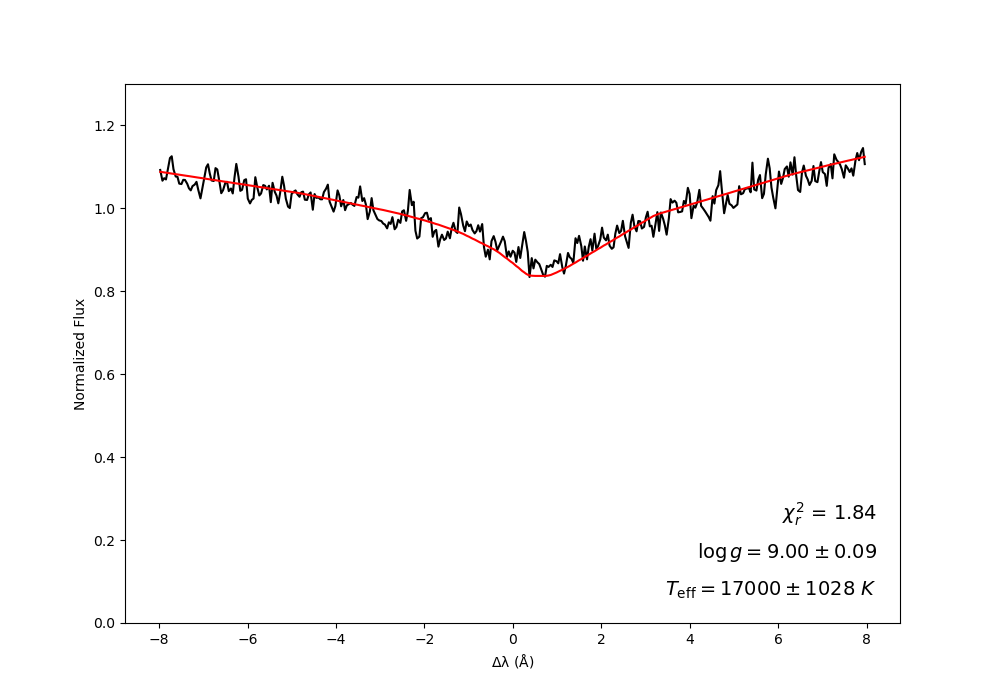 1.2
1.0
0.8
0.6
0.4
0.2
0.0
Normalized Flux
χ²ᵣ = 1.84
log g = 9.00 ± 0.09
T_eff = 17000 ± 1028 K
−8 −6 −4 −2 0 2 4 6 8
Δλ (Å)